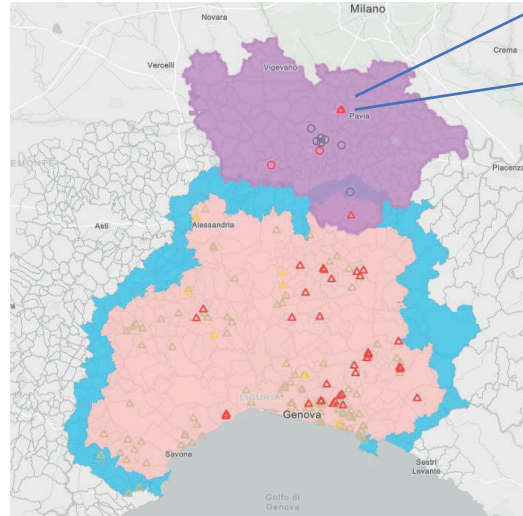 Milano
Novara
Crema
Vercelli
Vigevano
Pavia
Piacenza
Asti
Alessandria
LIGURIA
Genova
Savona
Sestri
Levante
Golfo di
Genova